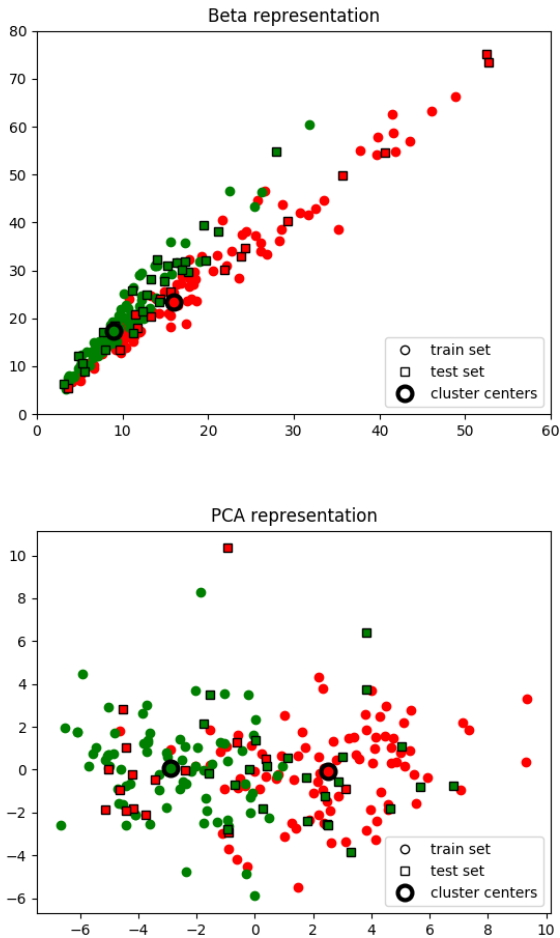 Beta representation
80
70
60
50
40
30
20
10
0
train set
test set
cluster centers
0 10 20 30 40 50 60
PCA representation
10
8
6
4
2
0
−2
−4
−6
train set
test set
cluster centers
−6 −4 −2 0 2 4 6 8 10